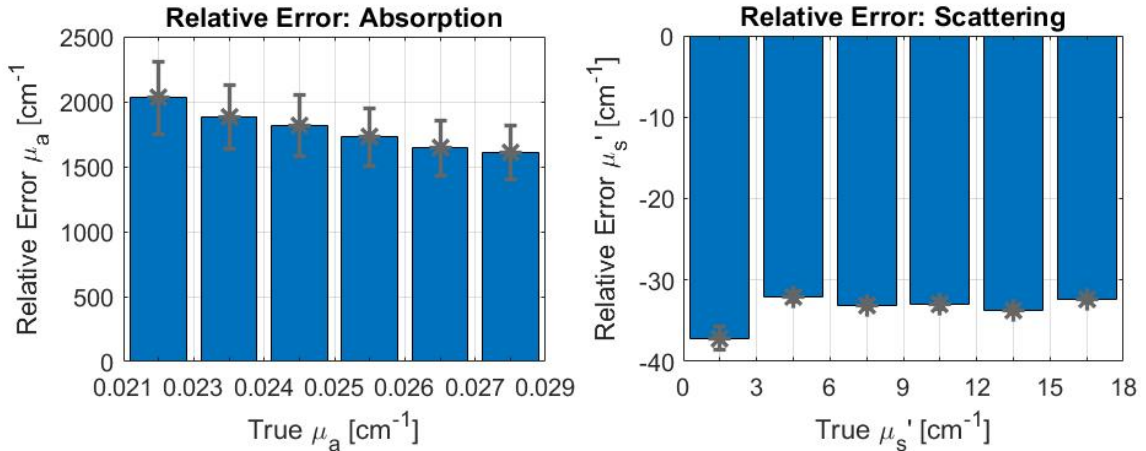 Relative Error: Absorption
Relative Error μₐ [cm⁻¹]
2500
2000
1500
1000
500
0
0.021 0.023 0.024 0.025 0.026 0.027 0.029
True μₐ [cm⁻¹]
Relative Error: Scattering
Relative Error μₛ' [cm⁻¹]
0
-10
-20
-30
-40
0 3 6 9 12 15 18
True μₛ' [cm⁻¹]